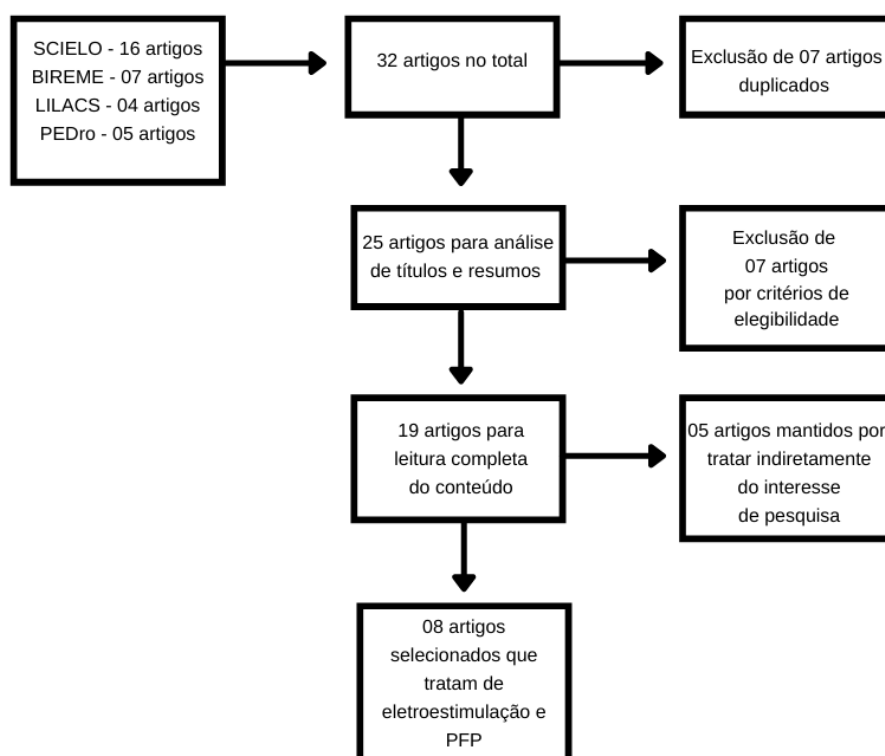 SCIELO - 16 artigos
BIREME - 07 artigos
LILACS - 04 artigos
PEDro - 05 artigos
32 artigos no total
Exclusão de 07 artigos
duplicados
25 artigos para análise
de títulos e resumos
Exclusão de
07 artigos
por critérios de
elegibilidade
19 artigos para
leitura completa
do conteúdo
05 artigos mantidos por
tratar indiretamente
do interesse
de pesquisa
08 artigos
selecionados que
tratam de
eletroestimulação e
PFP